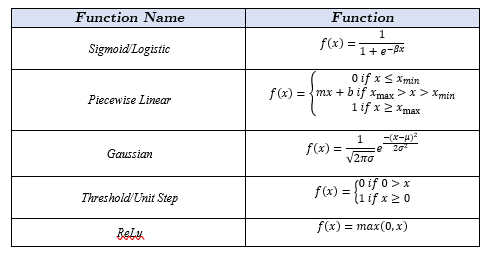 Function Name Function
Sigmoid/Logistic f(x) = 1 / 1 + e^−βx
Piecewise Linear f(x) = { 0 if x ≤ x_min
mx + b if x_max > x > x_min
1 if x ≥ x_max
Gaussian f(x) = 1 / √2πσ e^−(x−μ)² / 2σ²
Threshold/Unit Step f(x) = { 0 if 0 > x
1 if x ≥ 0
ReLu f(x) = max(0, x)